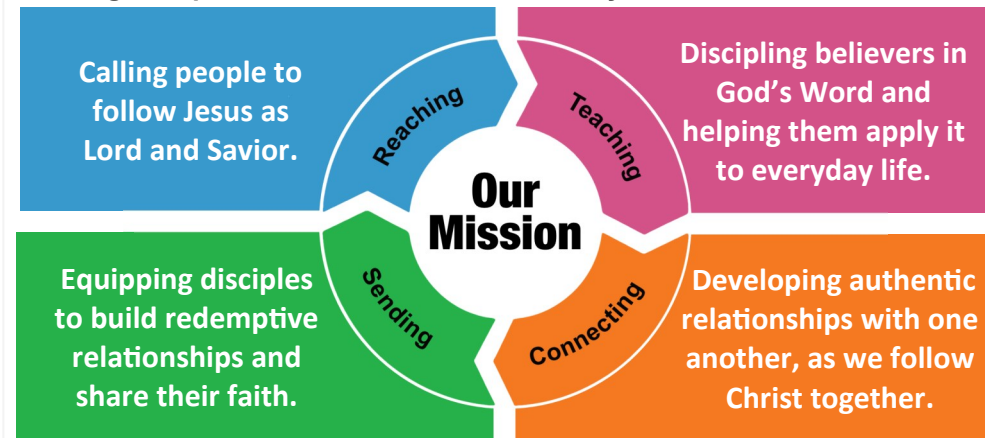 Calling people to
follow Jesus as
Lord and Savior.
Reaching
Teaching
Discipling believers in
God's Word and
helping them apply it
to everyday life.
Our
Mission
Equipping disciples
to build redemptive
relationships and
share their faith.
Sending
Connecting
Developing authentic
relationships with one
another, as we follow
Christ together.